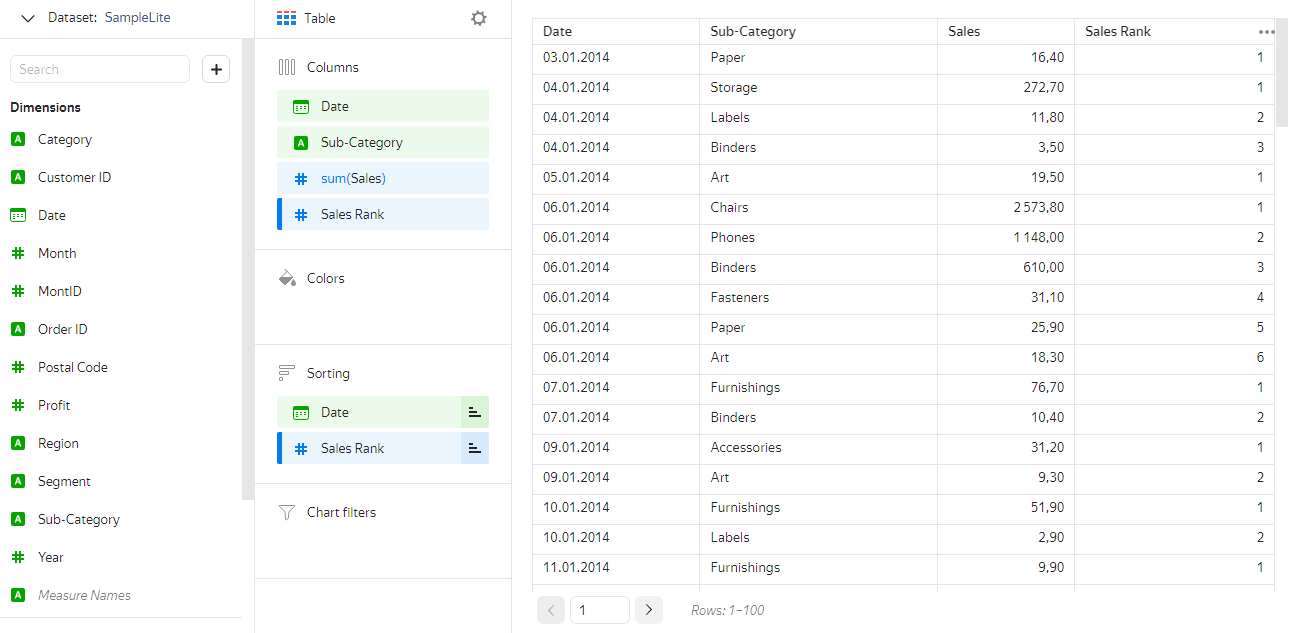 Dataset: SampleLite
Search
+
Dimensions
A Category
A Customer ID
Date
# Month
# MontID
A Order ID
# Postal Code
# Profit
A Region
A Segment
A Sub-Category
# Year
A Measure Names
Table
Columns
Date
A Sub-Category
# sum(Sales)
# Sales Rank
Colors
Sorting
Date
# Sales Rank
Chart filters
Date Sub-Category Sales Sales Rank
03.01.2014 Paper 16,40 1
04.01.2014 Storage 272,70 1
04.01.2014 Labels 11,80 2
04.01.2014 Binders 3,50 3
05.01.2014 Art 19,50 1
06.01.2014 Chairs 2 573,80 1
06.01.2014 Phones 1 148,00 2
06.01.2014 Binders 610,00 3
06.01.2014 Fasteners 31,10 4
06.01.2014 Paper 25,90 5
06.01.2014 Art 18,30 6
07.01.2014 Furnishings 76,70 1
07.01.2014 Binders 10,40 2
09.01.2014 Accessories 31,20 1
09.01.2014 Art 9,30 2
10.01.2014 Furnishings 51,90 1
10.01.2014 Labels 2,90 2
11.01.2014 Furnishings 9,90 1
1 Rows: 1–100